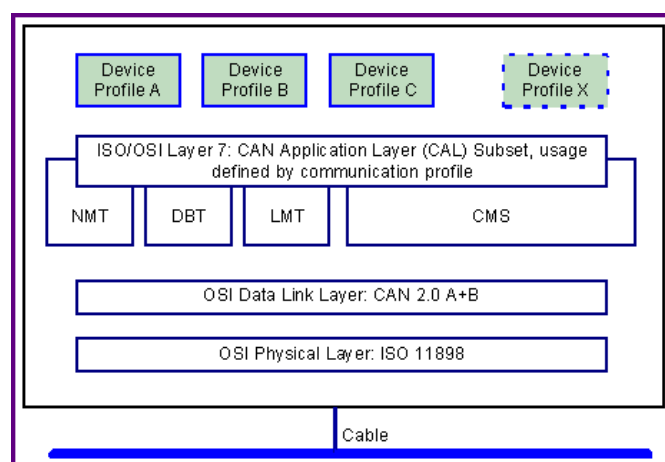 Device Profile A
Device Profile B
Device Profile C
Device Profile X
ISO/OSI Layer 7: CAN Application Layer (CAL) Subset, usage
defined by communication profile
NMT
DBT
LMT
CMS
OSI Data Link Layer: CAN 2.0 A+B
OSI Physical Layer: ISO 11898
Cable